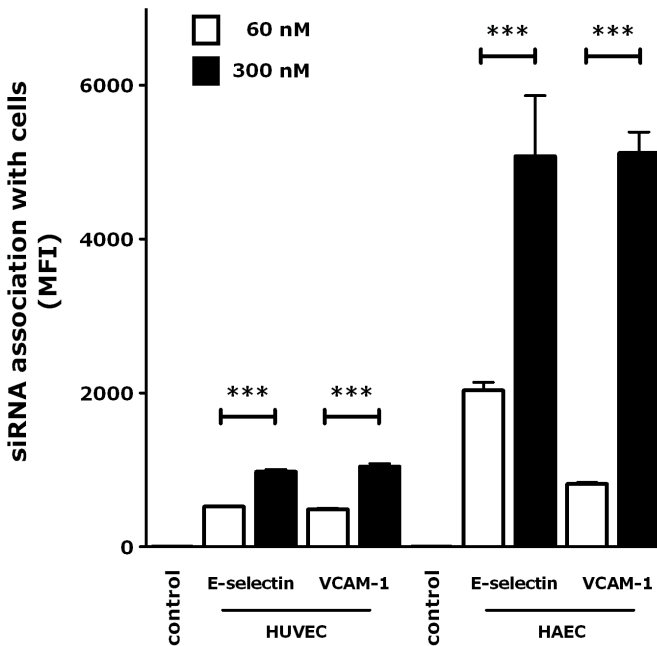 60 nM
300 nM
*** ***
*** ***
siRNA association with cells
(MFI)
6000
4000
2000
0
control E-selectin VCAM-1 control E-selectin VCAM-1
HUVEC HAEC